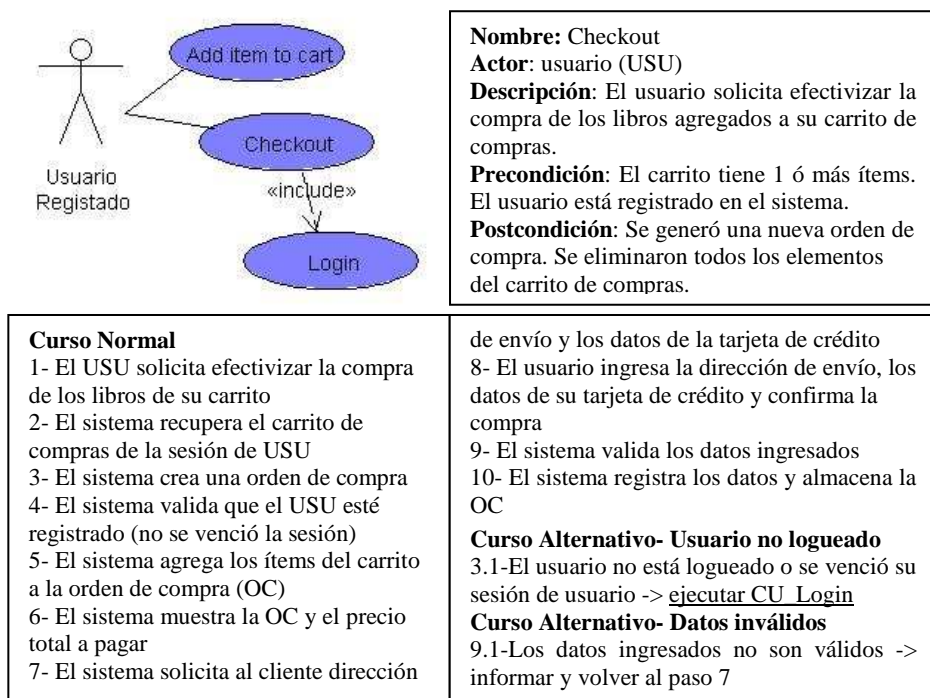 Add item to cart
Checkout
Usuario
Registado
«include»
Login
Nombre: Checkout
Actor: usuario (USU)
Descripción: El usuario solicita efectivizar la
compra de los libros agregados a su carrito de
compras.
Precondición: El carrito tiene 1 ó más ítems.
El usuario está registrado en el sistema.
Postcondición: Se generó una nueva orden de
compra. Se eliminaron todos los elementos
del carrito de compras.
Curso Normal
1- El USU solicita efectivizar la compra
de los libros de su carrito
2- El sistema recupera el carrito de
compras de la sesión de USU
3- El sistema crea una orden de compra
4- El sistema valida que el USU esté
registrado (no se venció la sesión)
5- El sistema agrega los ítems del carrito
a la orden de compra (OC)
6- El sistema muestra la OC y el precio
total a pagar
7- El sistema solicita al cliente dirección
de envío y los datos de la tarjeta de crédito
8- El usuario ingresa la dirección de envío, los
datos de su tarjeta de crédito y confirma la
compra
9- El sistema valida los datos ingresados
10- El sistema registra los datos y almacena la
OC
Curso Alternativo- Usuario no logueado
3.1-El usuario no está logueado o se venció su
sesión de usuario -> ejecutar CU_Login
Curso Alternativo- Datos inválidos
9.1-Los datos ingresados no son válidos ->
informar y volver al paso 7